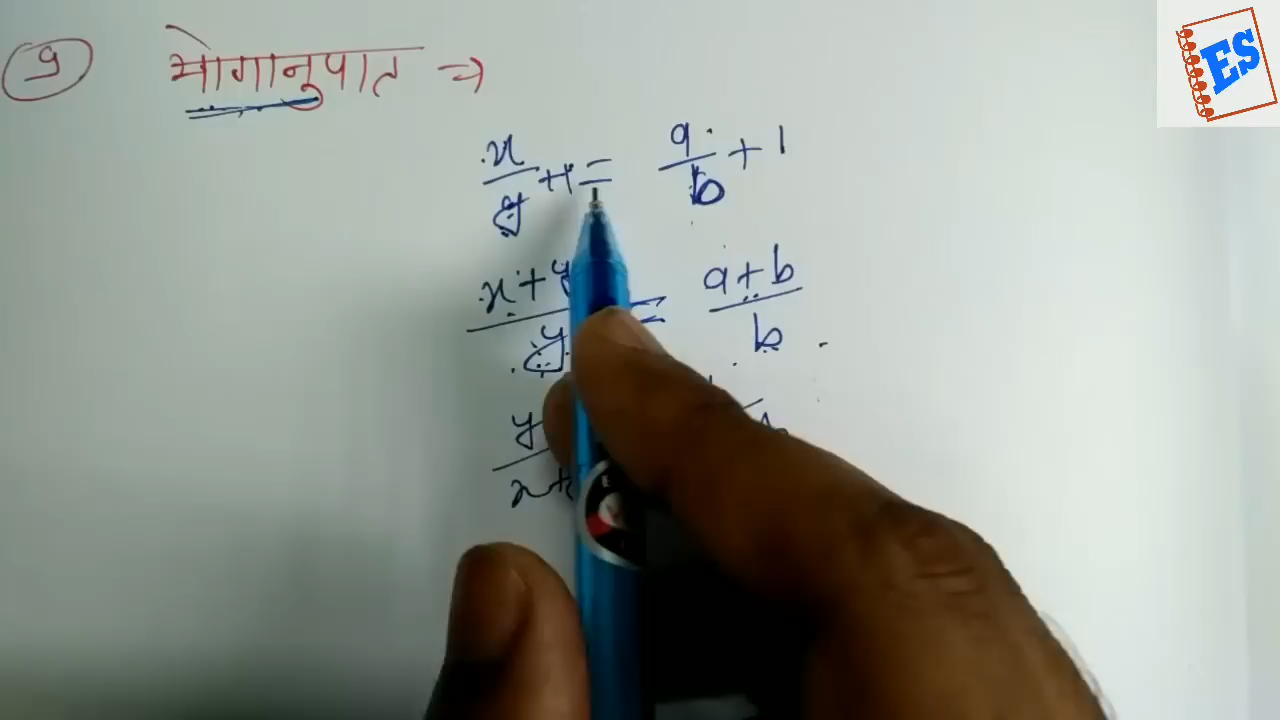 9 योगानुपात →
x/y + 1 = a/b + 1
x + y / y = a + b / b
y
x +
ES